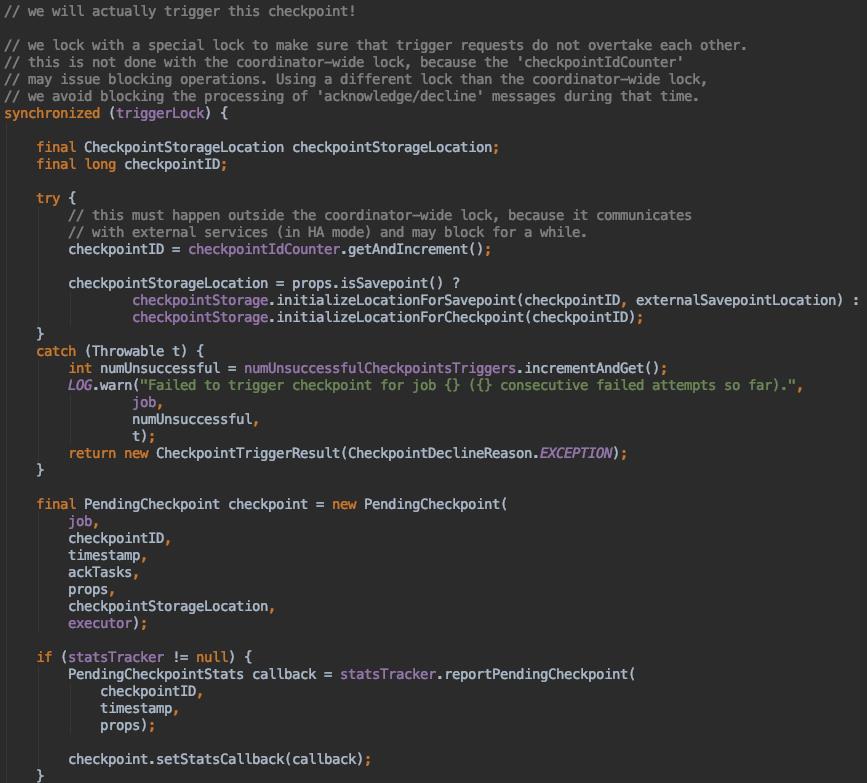 // we will actually trigger this checkpoint!
// we lock with a special lock to make sure that trigger requests do not overtake each other.
// this is not done with the coordinator-wide lock, because the 'checkpointIdCounter'
// may issue blocking operations. Using a different lock than the coordinator-wide lock,
// we avoid blocking the processing of 'acknowledge/decline' messages during that time.
synchronized (triggerLock) {
final CheckpointStorageLocation checkpointStorageLocation;
final long checkpointID;
try {
// this must happen outside the coordinator-wide lock, because it communicates
// with external services (in HA mode) and may block for a while.
checkpointID = checkpointIdCounter.getAndIncrement();
checkpointStorageLocation = props.isSavepoint() ?
checkpointStorage.initializeLocationForSavepoint(checkpointID, externalSavepointLocation) :
checkpointStorage.initializeLocationForCheckpoint(checkpointID);
}
catch (Throwable t) {
int numUnsuccessful = numUnsuccessfulCheckpointsTriggers.incrementAndGet();
LOG.warn("Failed to trigger checkpoint for job {} ({} consecutive failed attempts so far).",
job,
numUnsuccessful,
t);
return new CheckpointTriggerResult(CheckpointDeclineReason.EXCEPTION);
}
final PendingCheckpoint checkpoint = new PendingCheckpoint(
job,
checkpointID,
timestamp,
ackTasks,
props,
checkpointStorageLocation,
executor);
if (statsTracker != null) {
PendingCheckpointStats callback = statsTracker.reportPendingCheckpoint(
checkpointID,
timestamp,
props);
checkpoint.setStatsCallback(callback);
}